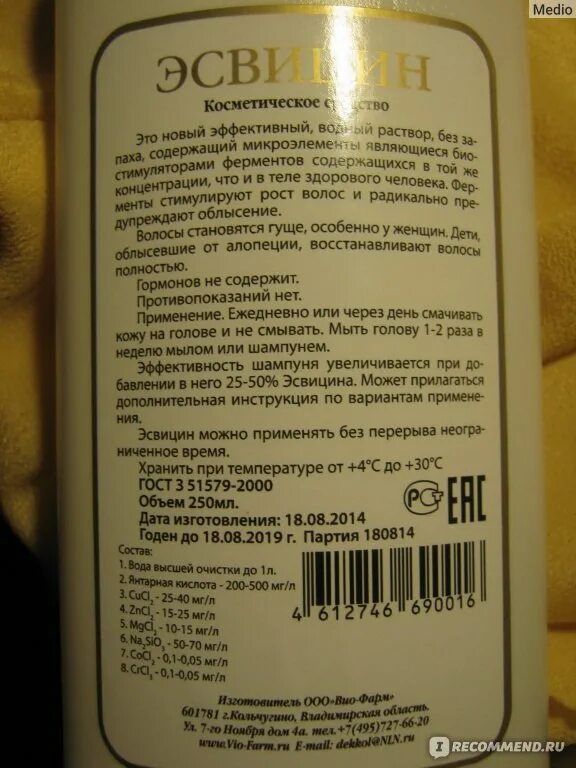 Medio
ЭСВИЦИН
Косметическое средство
Это новый эффективный, водный раствор, без за-
паха, содержащий микроэлементы являющиеся био-
стимуляторами ферментов содержащихся в той же
концентрации, что и в теле здорового человека. Фер-
менты стимулируют рост волос и радикально пре-
дупреждают облысение.
Волосы становятся гуще, особенно у женщин. Дети,
облысевшие от алопеции, восстанавливают волосы
полностью.
Гормонов не содержит.
Противопоказаний нет.
Применение. Ежедневно или через день смачивать
кожу на голове и не смывать. Мыть голову 1-2 раза в
неделю мылом или шампунем.
Эффективность шампуня увеличивается при до-
бавлении в него 25-50% Эсвицина. Может прилагаться
дополнительная инструкция по вариантам примене-
ния.
Эсвицин можно применять без перерыва неогра-
ниченное время.
Хранить при температуре от +4°С до +30°С
ГОСТ 3 51579-2000
Объем 250мл.
Дата изготовления: 18.08.2014
Годен до 18.08.2019 г. Партия 180814
РСТ EAC
Состав:
1. Вода высшей очистки до 1л.
2. Янтарная кислота - 200-500 мг/л
3. CuCl₂ - 25-40 мг/л
4. ZnCl₂ - 15-25 мг/л
5. MgCl₂ - 10-15 мг/л
6. Na₂SiO₃ - 50-70 мг/л
7. CoCl₂ - 0,1-0,05 мг/л
8. CrCl₃ - 0,1-0,05 мг/л
4 612746 690016
Изготовитель ООО«Вио-Фарм»
601781 г.Кольчугино, Владимирская область.
Ул. 7-го Ноября дом 4а. тел.+7(495)727-66-20
www.Vio-Farm.ru E-mail: dekkol@NLN.ru
I RECOMMEND.RU